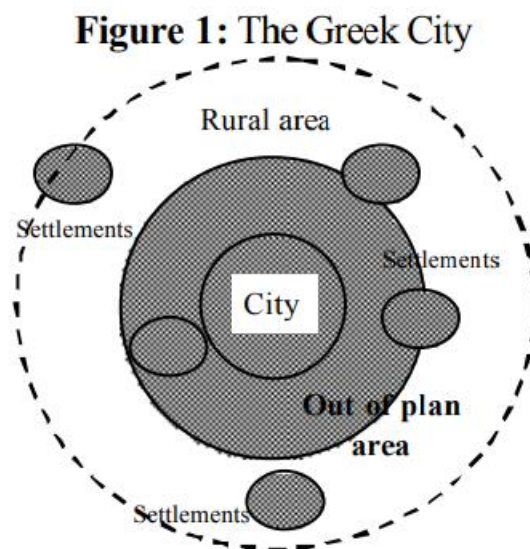 Figure 1: The Greek City
Rural area
Settlements
Settlements
City
Out of plan
area
Settlements